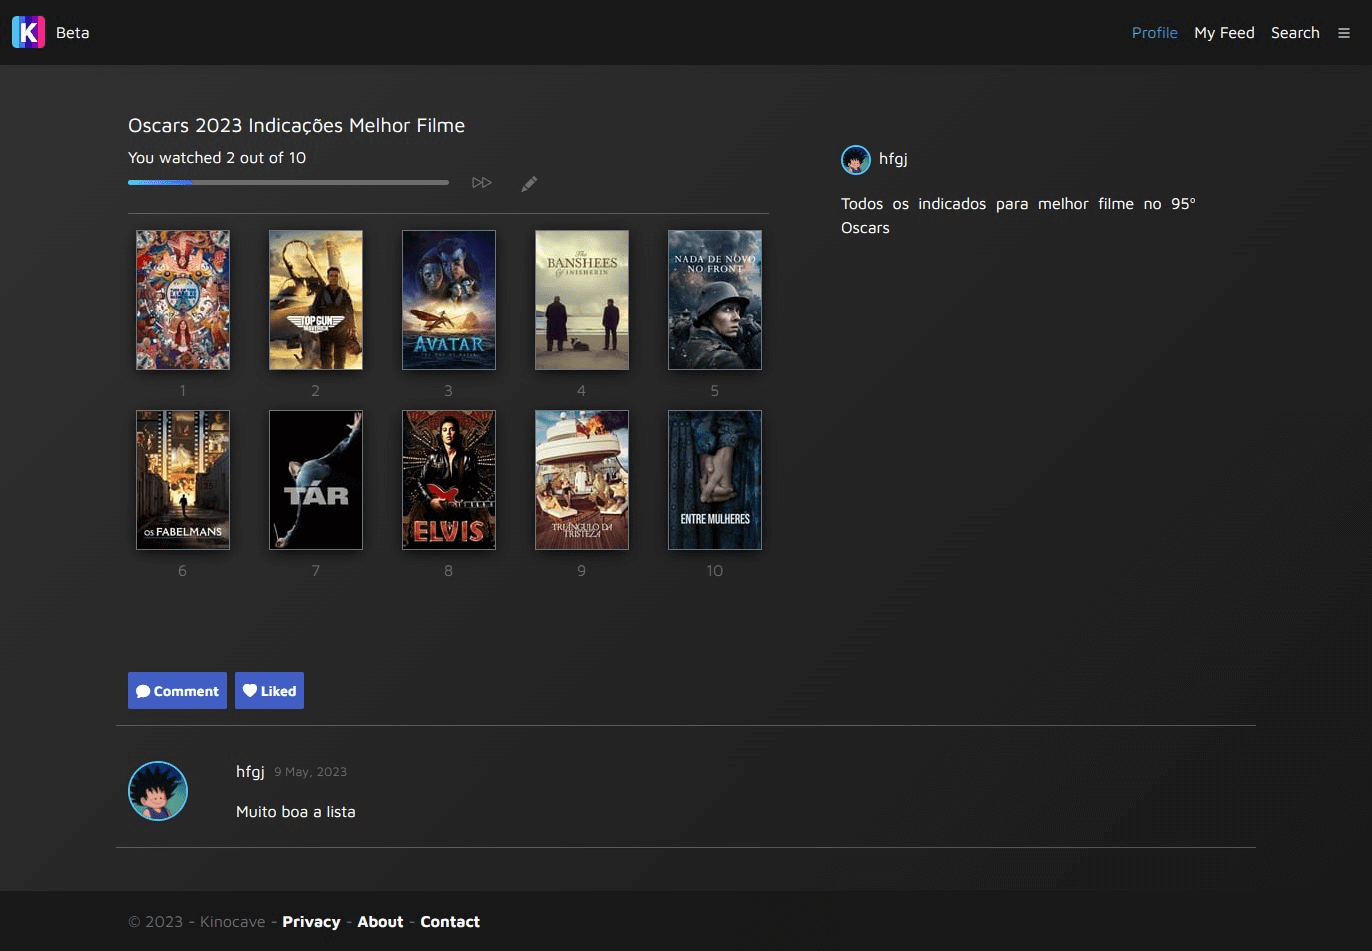 K Beta
Profile My Feed Search
Oscars 2023 Indicações Melhor Filme
You watched 2 out of 10
hfgj
Todos os indicados para melhor filme no 95º
Oscars
TOP GUN
MAVERICK
AVATAR
THE WAY OF WATER
The
BANSHEES
of INISHERIN
NADA DE NOVO
NO FRONT
1 2 3 4 5
OS FABELMANS
TÁR
ELVIS
TRIÂNGULO DA
TRISTEZA
ENTRE MULHERES
6 7 8 9 10
Comment Liked
hfgj 9 May, 2023
Muito boa a lista
© 2023 - Kinocave - Privacy - About - Contact